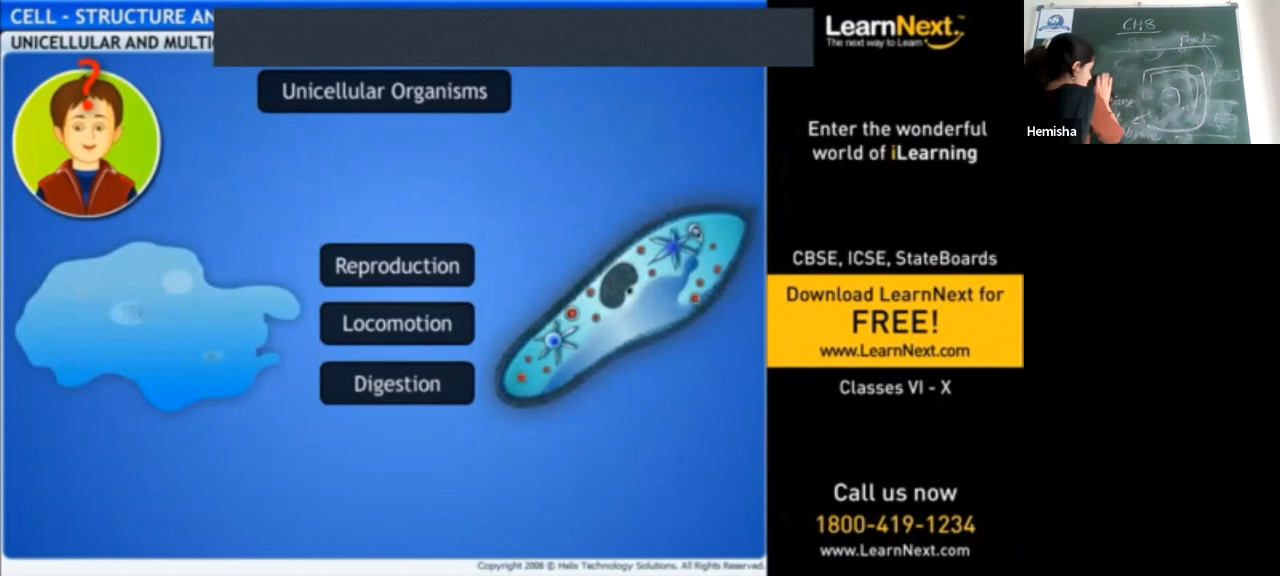 CELL - STRUCTURE AN
UNICELLULAR AND MULTI
Unicellular Organisms
Reproduction
Locomotion
Digestion
Copyright 2008 © Helix Technology Solutions. All Rights Reserved.
LearnNext.™
The next way to Learn
Enter the wonderful
world of iLearning
CBSE, ICSE, StateBoards
Download LearnNext for
FREE!
www.LearnNext.com
Classes VI - X
Call us now
1800-419-1234
www.LearnNext.com
CH8
Hemisha